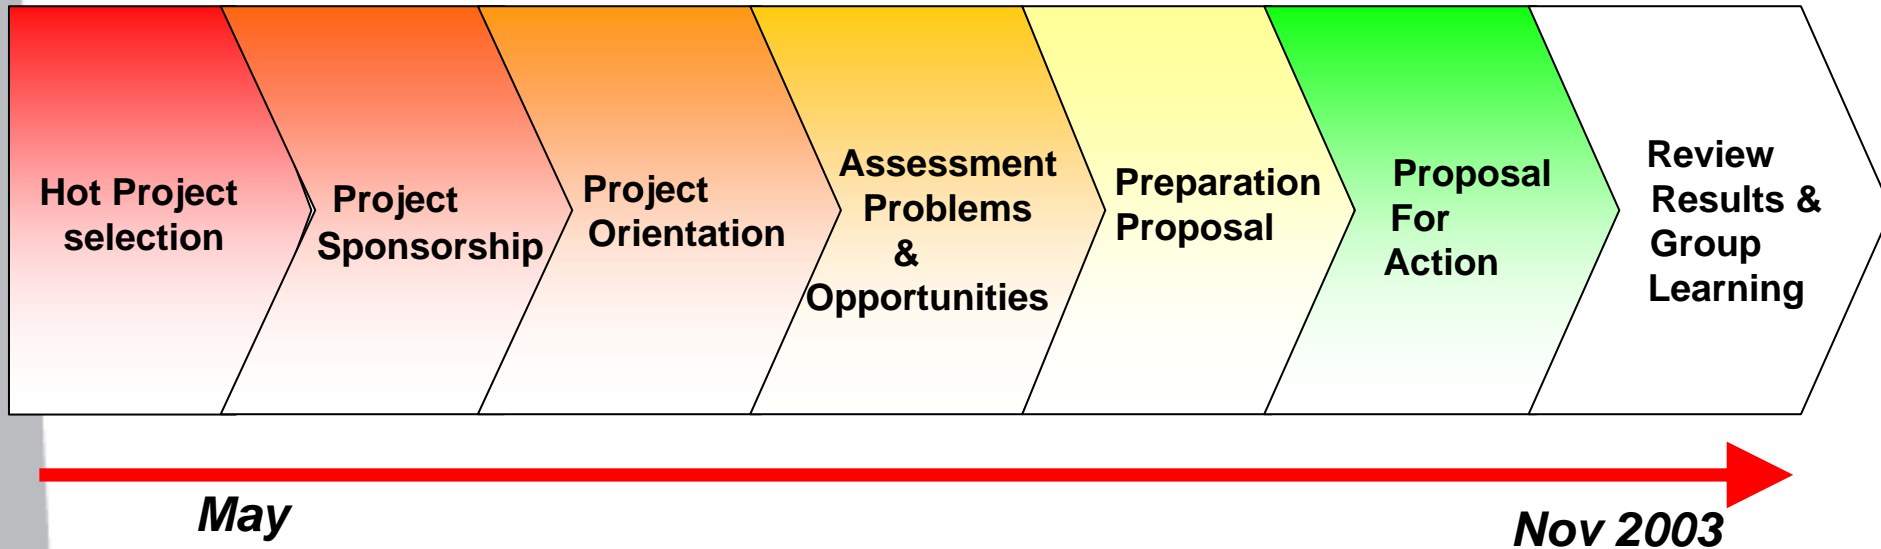 Hot Project
selection
Project
Sponsorship
Project
Orientation
Assessment
Problems
&
Opportunities
Preparation
Proposal
Proposal
For
Action
Review
Results &
Group
Learning
May
Nov 2003